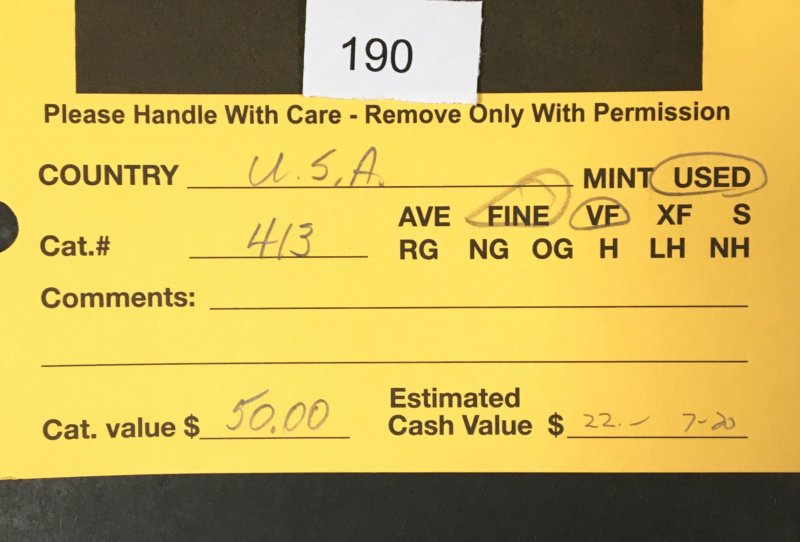 190
Please Handle With Care - Remove Only With Permission
COUNTRY U.S.A. MINT USED
AVE FINE VF XF S
Cat.# 413 RG NG OG H LH NH
Comments:
Estimated
Cat. value $ 50.00 Cash Value $ 22.- 7-20